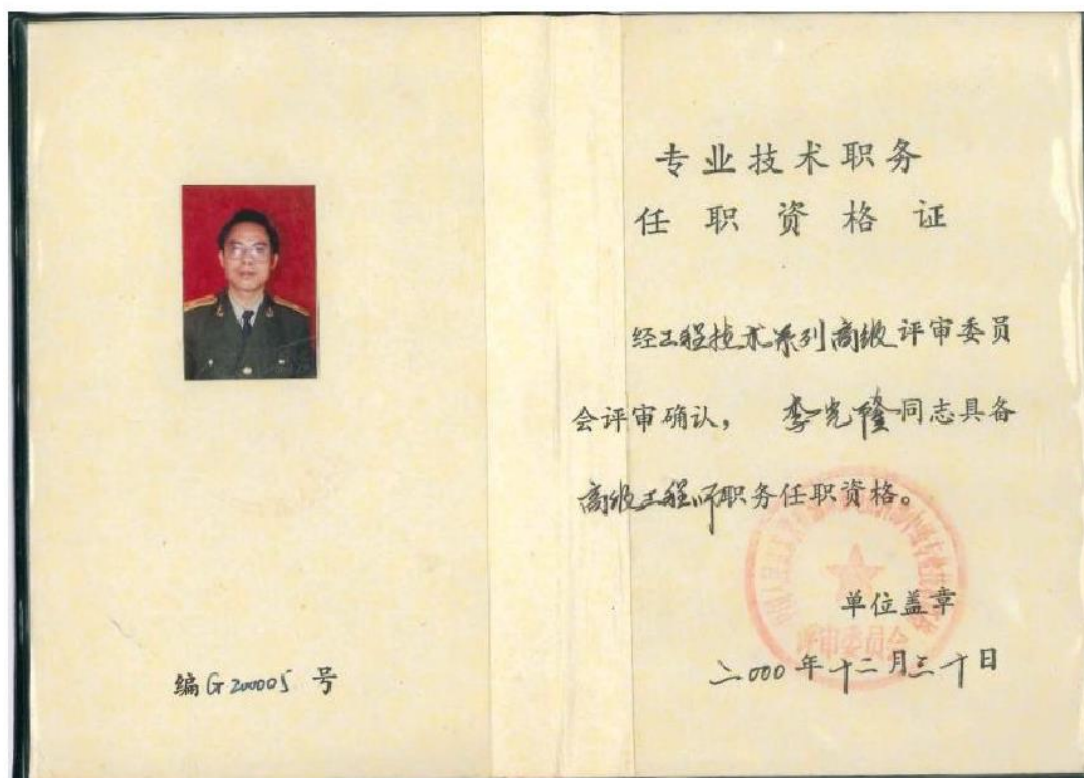 编G200005号
专业技术职务
任职资格证
经工程技术系列高级评审委员
会评审确认，李光隆同志具备
高级工程师职务任职资格。
单位盖章
评审委员会
二000年十二月三十日